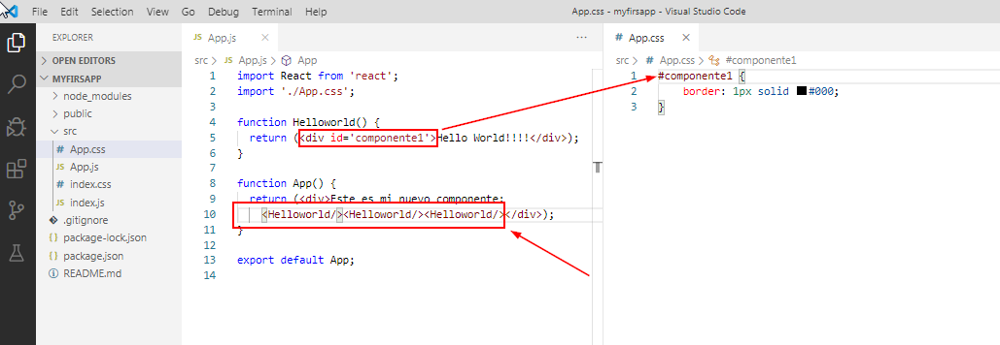 File Edit Selection View Go Debug Terminal Help App.css - myfirsapp - Visual Studio Code
EXPLORER
OPEN EDITORS
MYFIRSAPP
node_modules
public
src
App.css
App.js
index.css
index.js
.gitignore
package-lock.json
package.json
README.md
JS App.js ×
src > JS App.js > App
1 import React from 'react';
2 import './App.css';
3
4 function Helloworld() {
5 return (<div id='componente1'>Hello World!!!!</div>);
6 }
7
8 function App() {
9 return (<div>Este es mi nuevo componente:
10 <Helloworld/><Helloworld/><Helloworld/></div>);
11 }
12
13 export default App;
14
# App.css ×
src > # App.css > #componente1
1 #componente1 {
2 border: 1px solid #000;
3 }